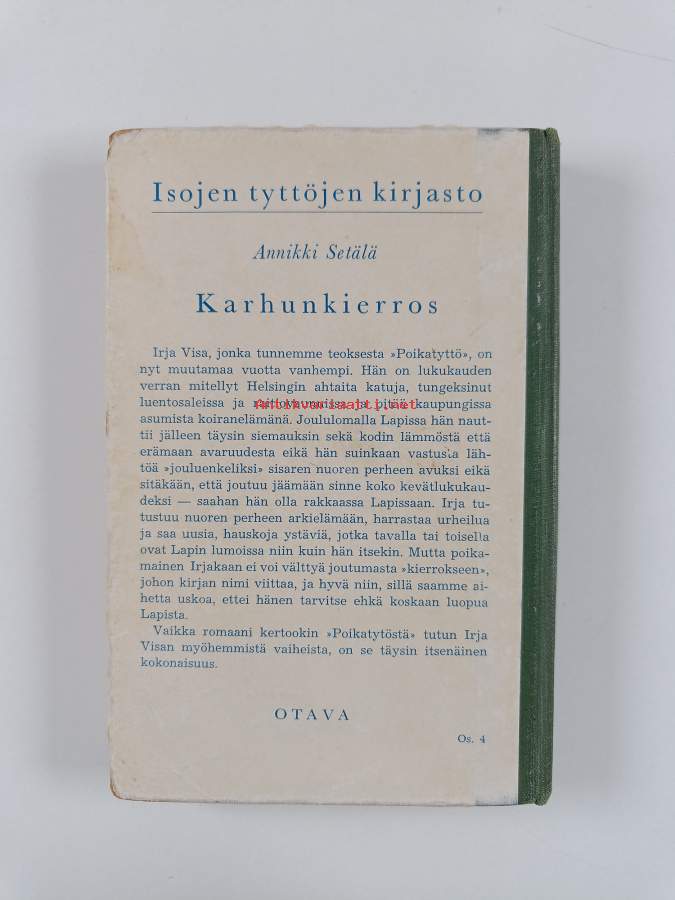 Isojen tyttöjen kirjasto
Annikki Setälä
Karhunkierros
Irja Visa, jonka tunnemme teoksesta »Poikatyttö», on
nyt muutamaa vuotta vanhempi. Hän on lukukauden
verran mitellyt Helsingin ahtaita katuja, tungeksinut
luentosaleissa ja raitiovaunuissa ja pitää kaupungissa
Antikvariaatti.net
asumista koiranelämänä. Joululomalla Lapissa hän naut-
tii jälleen täysin siemauksin sekä kodin lämmöstä että
erämaan avaruudesta eikä hän suinkaan vastusta läh-
töä »jouluenkeliksi» sisaren nuoren perheen avuksi eikä
sitäkään, että joutuu jäämään sinne koko kevätlukukau-
deksi — saahan hän olla rakkaassa Lapissaan. Irja tu-
tustuu nuoren perheen arkielämään, harrastaa urheilua
ja saa uusia, hauskoja ystäviä, jotka tavalla tai toisella
ovat Lapin lumoissa niin kuin hän itsekin. Mutta poika-
mainen Irjakaan ei voi välttyä joutumasta »kierrokseen»,
johon kirjan nimi viittaa, ja hyvä niin, sillä saamme ai-
hetta uskoa, ettei hänen tarvitse ehkä koskaan luopua
Lapista.
Vaikka romaani kertookin »Poikatytöstä» tutun Irja
Visan myöhemmistä vaiheista, on se täysin itsenäinen
kokonaisuus.
OTAVA
Os. 4